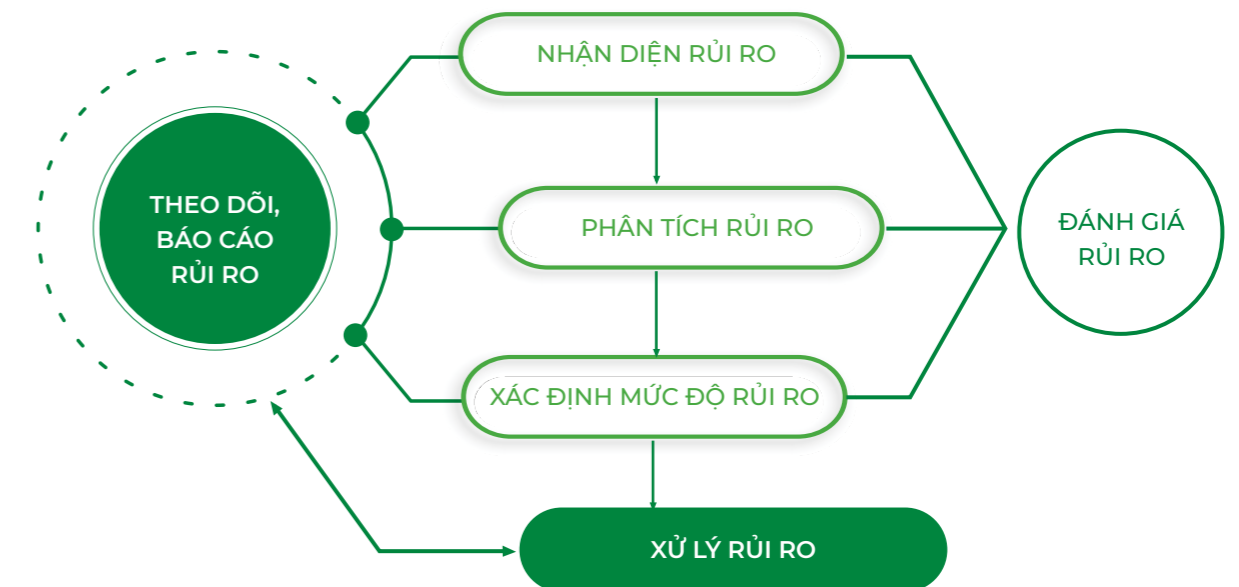 NHẬN DIỆN RỦI RO
THEO DÕI,
BÁO CÁO
RỦI RO
PHÂN TÍCH RỦI RO
ĐÁNH GIÁ
RỦI RO
XÁC ĐỊNH MỨC ĐỘ RỦI RO
XỬ LÝ RỦI RO